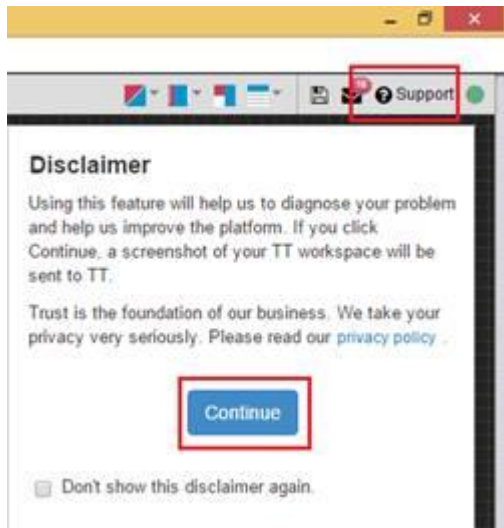 Support
Disclaimer
Using this feature will help us to diagnose your problem
and help us improve the platform. If you click
Continue, a screenshot of your TT workspace will be
sent to TT.
Trust is the foundation of our business. We take your
privacy very seriously. Please read our privacy policy .
Continue
Don't show this disclaimer again.